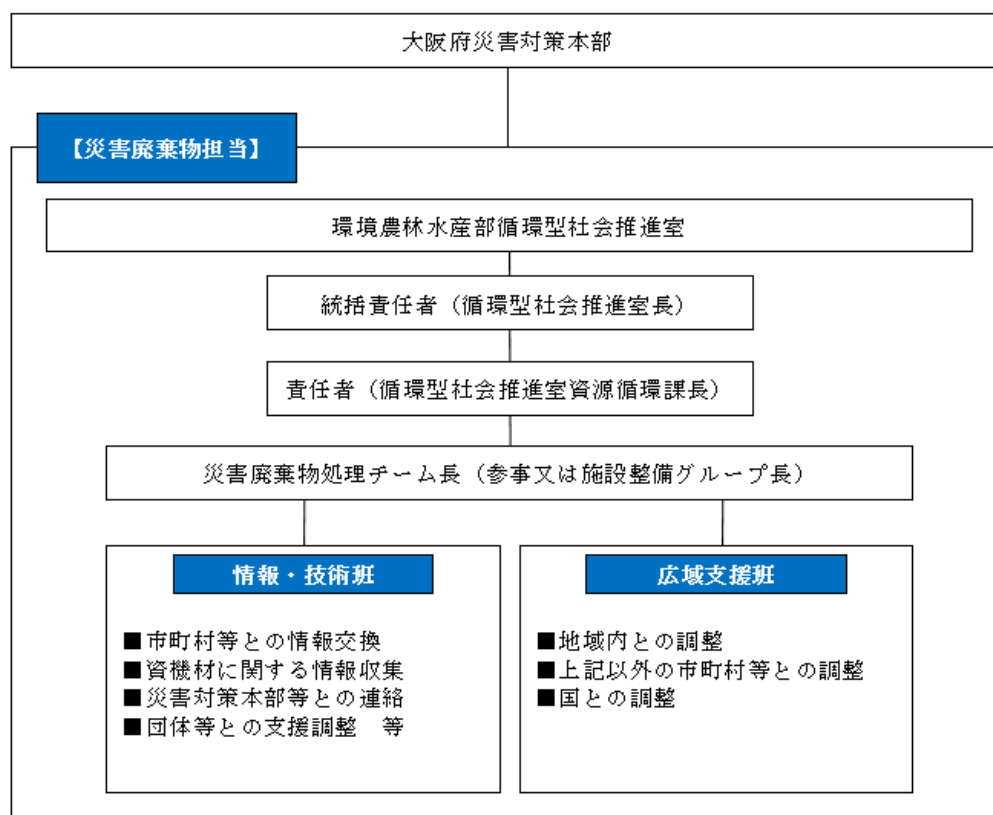 大阪府災害対策本部
【災害廃棄物担当】
環境農林水産部循環型社会推進室
統括責任者（循環型社会推進室長）
責任者（循環型社会推進室資源循環課長）
災害廃棄物処理チーム長（参事又は施設整備グループ長）
情報・技術班
■市町村等との情報交換
■資機材に関する情報収集
■災害対策本部等との連絡
■団体等との支援調整　等
広域支援班
■地域内との調整
■上記以外の市町村等との調整
■国との調整